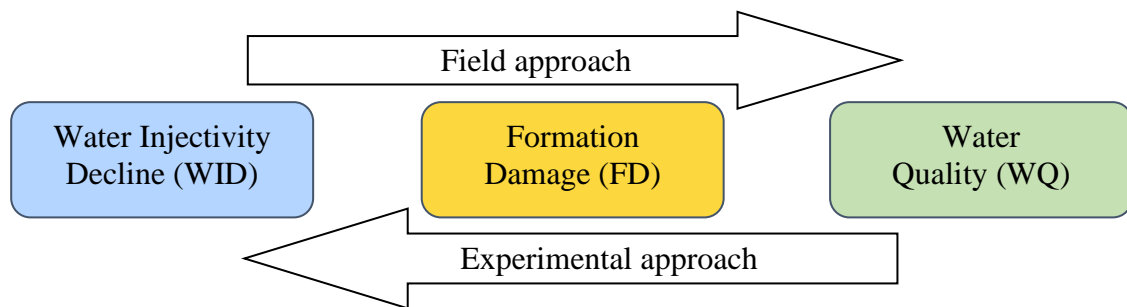 Field approach
Water Injectivity
Decline (WID)
Formation
Damage (FD)
Water
Quality (WQ)
Experimental approach